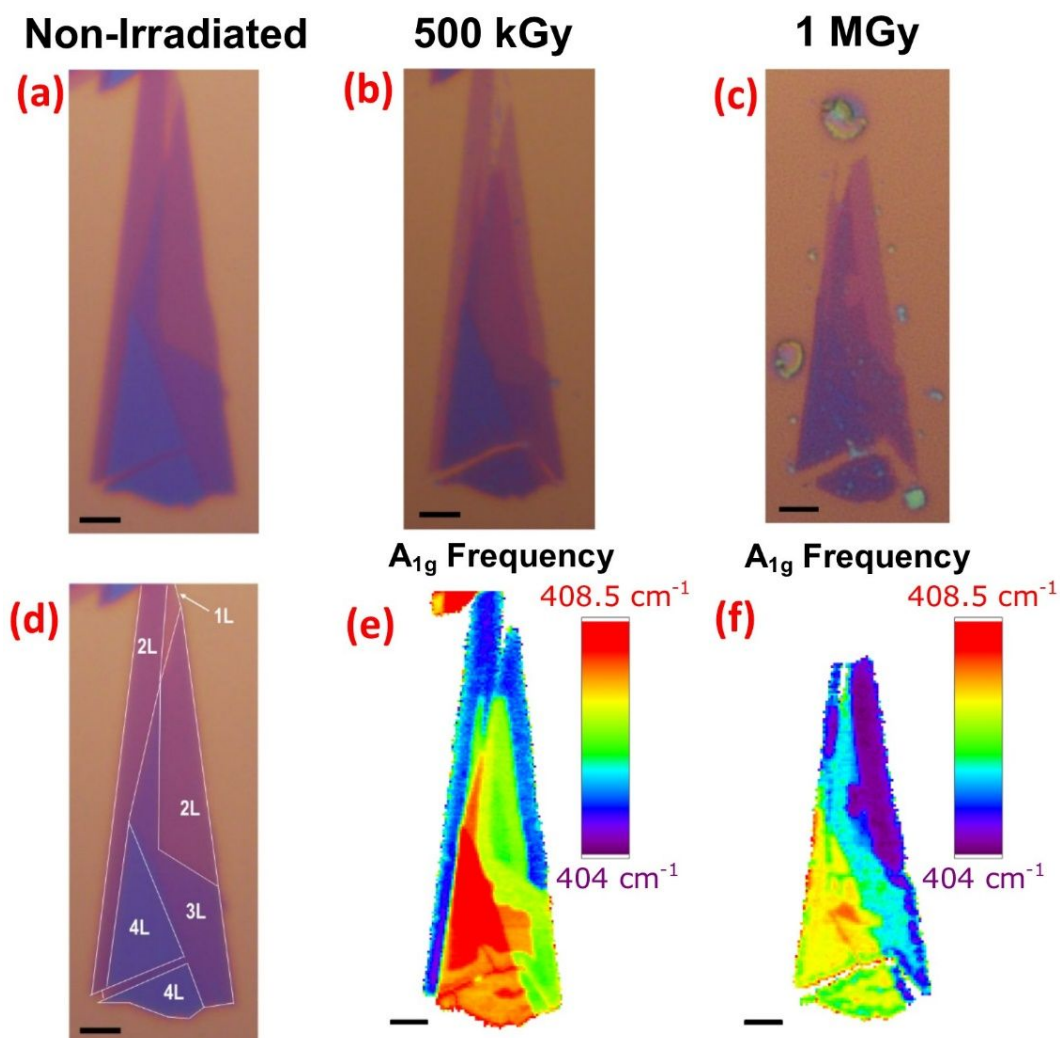 Non-Irradiated
500 kGy
1 MGy
(a)
(b)
(c)
A1g Frequency
A1g Frequency
(d)
1L
2L
2L
3L
4L
4L
(e)
408.5 cm-1
404 cm-1
(f)
408.5 cm-1
404 cm-1